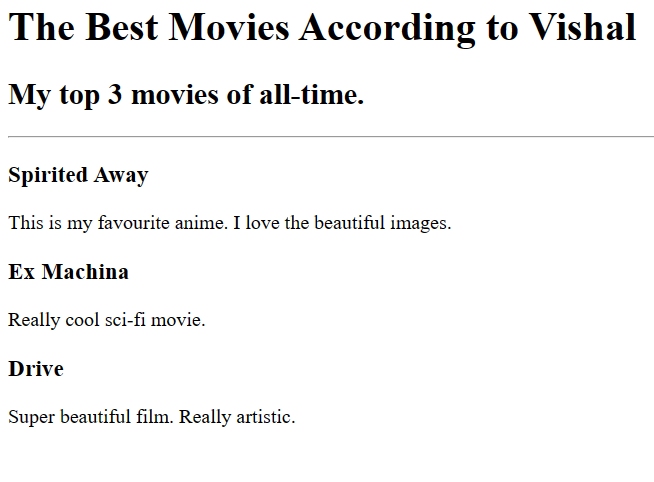 The Best Movies According to Vishal
My top 3 movies of all-time.
Spirited Away
This is my favourite anime. I love the beautiful images.
Ex Machina
Really cool sci-fi movie.
Drive
Super beautiful film. Really artistic.